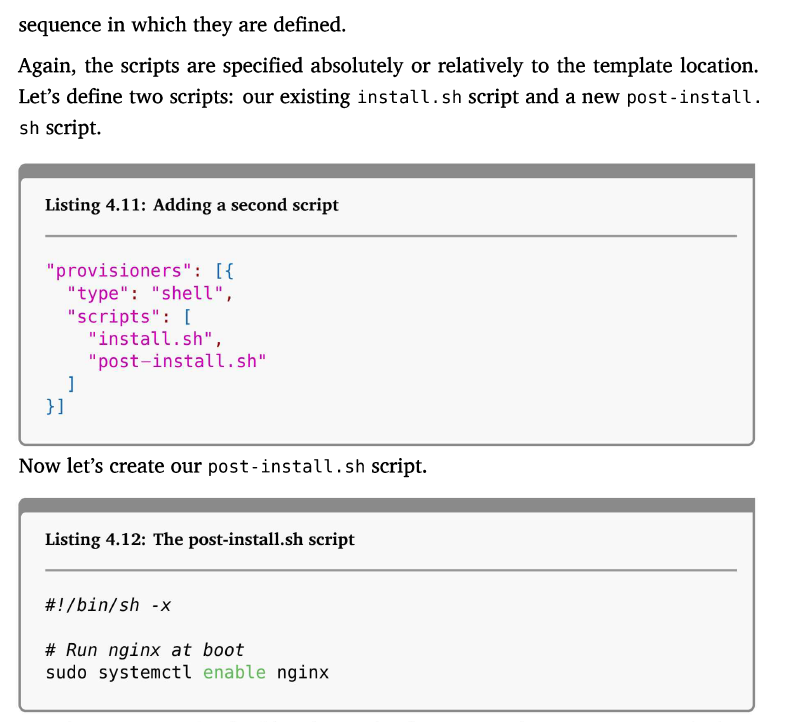 sequence in which they are defined.
Again, the scripts are specified absolutely or relatively to the template location.
Let’s define two scripts: our existing install.sh script and a new post-install.
sh script.
Listing 4.11: Adding a second script
"provisioners": [{
  "type": "shell",
  "scripts": [
    "install.sh",
    "post-install.sh"
  ]
}]
Now let’s create our post-install.sh script.
Listing 4.12: The post-install.sh script
#!/bin/sh -x
# Run nginx at boot
sudo systemctl enable nginx